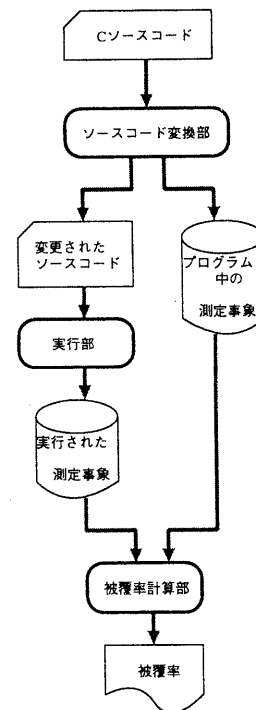 Cソースコード
ソースコード変換部
変更された
ソースコード
プログラム
中の
測定事象
実行部
実行された
測定事象
被覆率計算部
被覆率